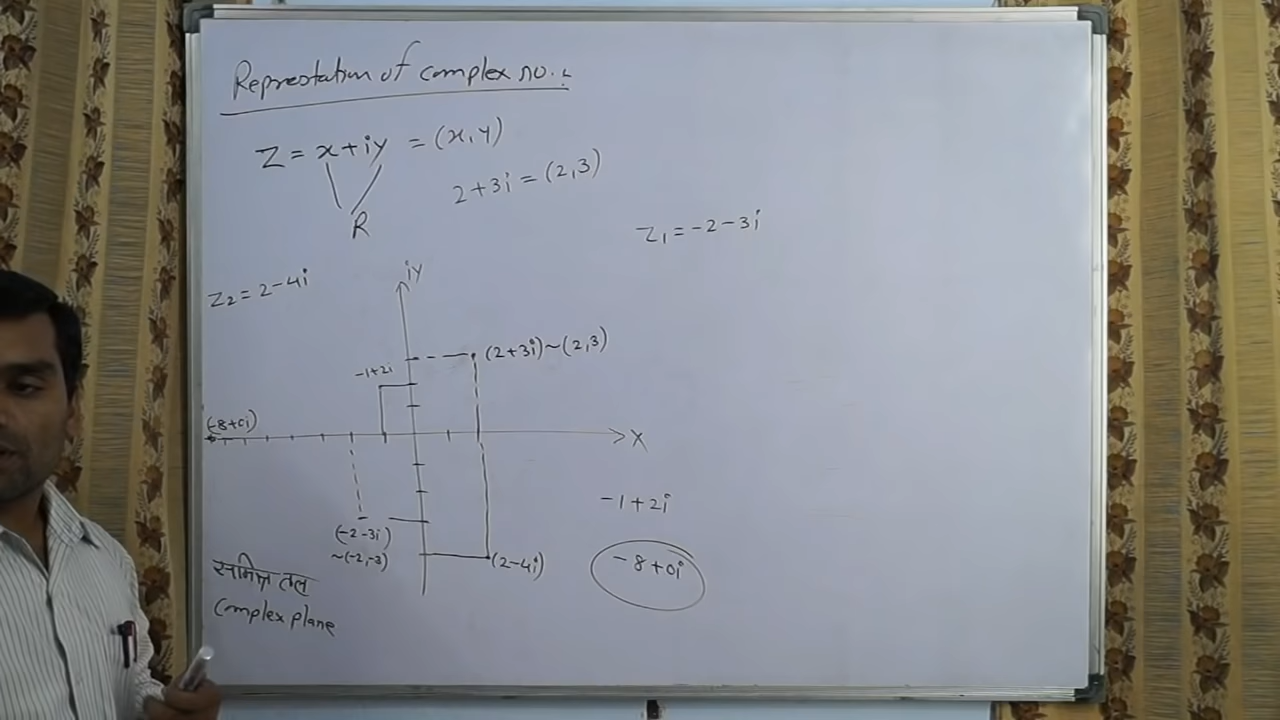 Represtation of complex no.:
Z = x+iy = (x,y)
R
2+3i = (2,3)
Z₁ = -2-3i
Z₂ = 2-4i
iy
(2+3i)~(2,3)
-1+2i
(-8+0i)
X
-1+2i
(-2-3i)
~(-2,-3)
(2-4i)
-8+0i
समिश्र तल
Complex plane